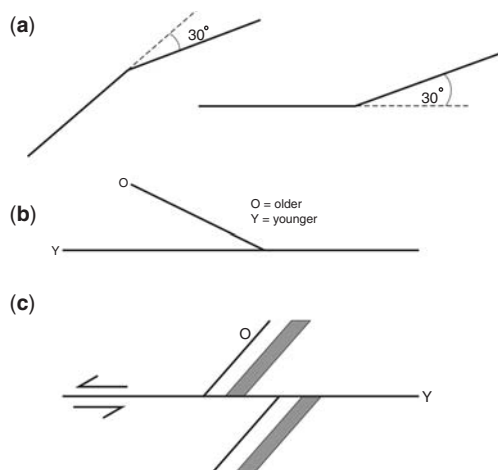 (a)
30°
30°
(b)
O
O = older
Y = younger
Y
(c)
O
Y